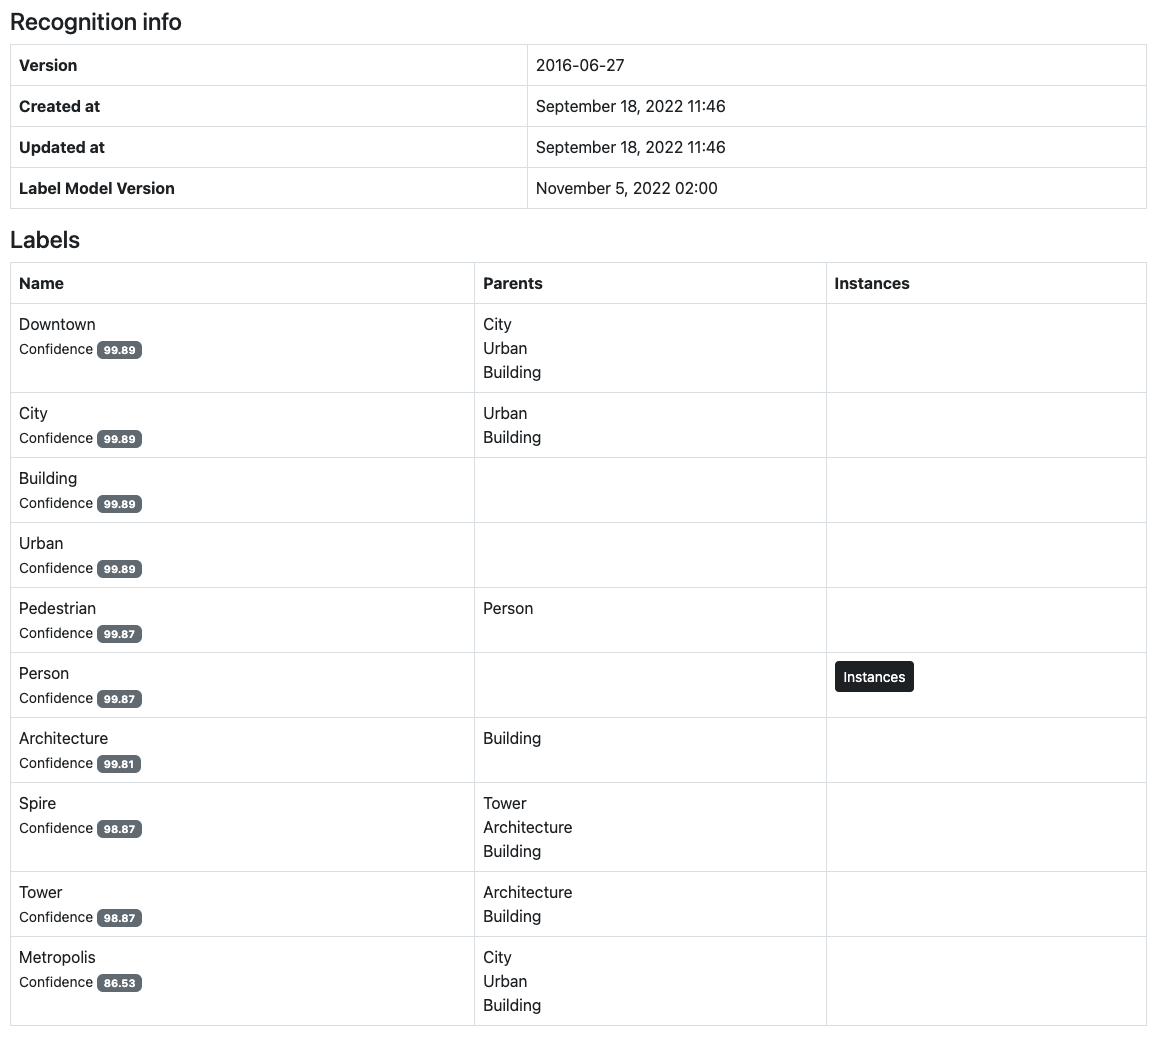 Recognition info
Version 2016-06-27
Created at September 18, 2022 11:46
Updated at September 18, 2022 11:46
Label Model Version November 5, 2022 02:00
Labels
Name Parents Instances
Downtown City
Confidence 99.89 Urban
Building
City Urban
Confidence 99.89 Building
Building
Confidence 99.89
Urban
Confidence 99.89
Pedestrian Person
Confidence 99.87
Person Instances
Confidence 99.87
Architecture Building
Confidence 99.81
Spire Tower
Confidence 98.87 Architecture
Building
Tower Architecture
Confidence 98.87 Building
Metropolis City
Confidence 86.53 Urban
Building